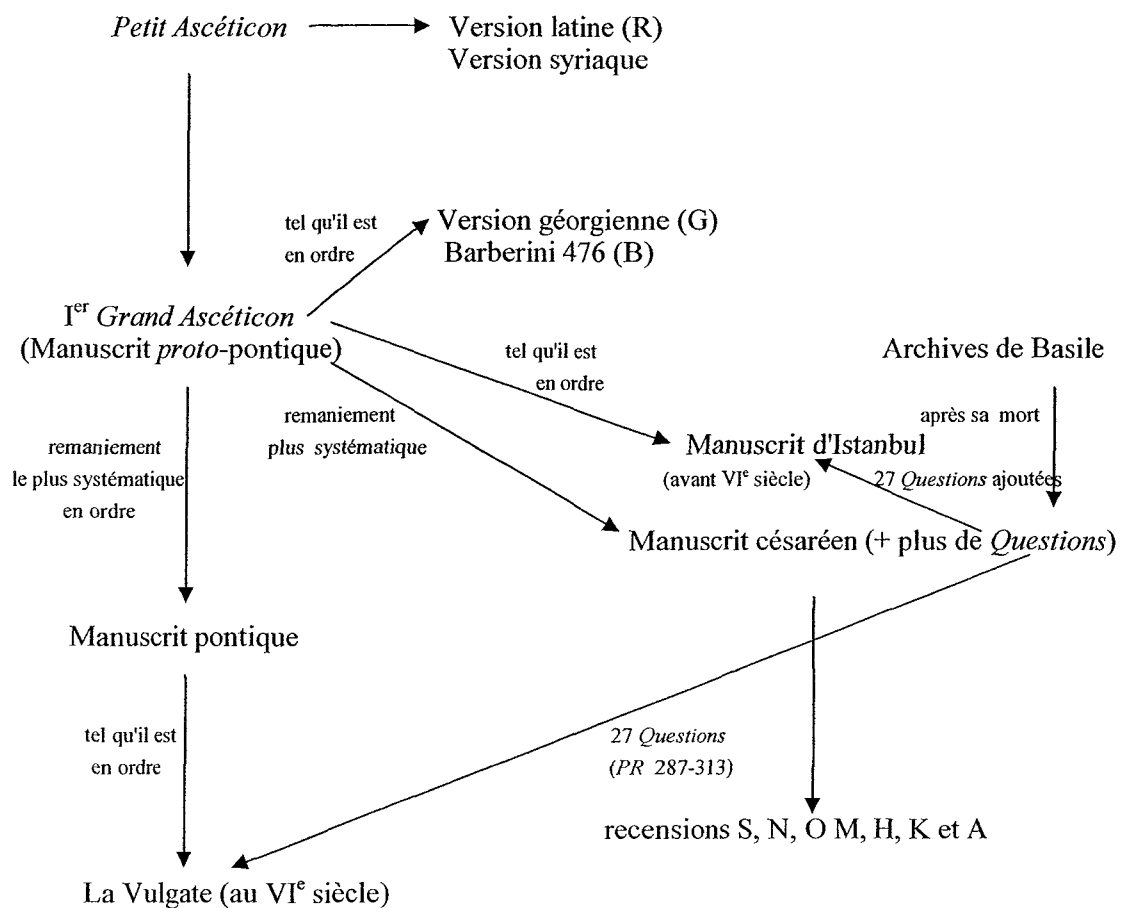 Petit Ascéticon
Version latine (R)
Version syriaque
tel qu'il est
en ordre
Version géorgienne (G)
Barberini 476 (B)
Ier Grand Ascéticon
(Manuscrit proto-pontique)
tel qu'il est
en ordre
Archives de Basile
remaniement
plus systématique
après sa mort
remaniement
le plus systématique
en ordre
Manuscrit d'Istanbul
(avant VIe siècle)
27 Questions ajoutées
Manuscrit césaréen (+ plus de Questions)
Manuscrit pontique
tel qu'il est
en ordre
27 Questions
(PR 287-313)
recensions S, N, O M, H, K et A
La Vulgate (au VIe siècle)